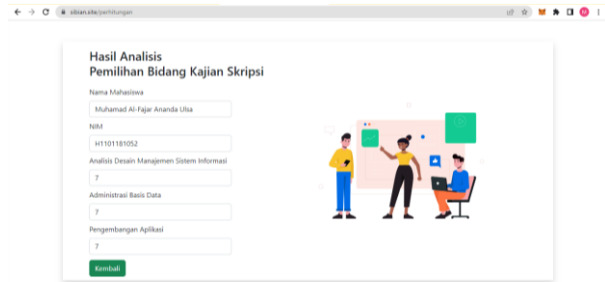 sibian.site/perhitungan
Hasil Analisis
Pemilihan Bidang Kajian Skripsi
Nama Mahasiswa
Muhamad Al-Fajar Ananda Ulsa
NIM
H1101181052
Analisis Desain Manajemen Sistem Informasi
7
Administrasi Basis Data
7
Pengembangan Aplikasi
7
Kembali